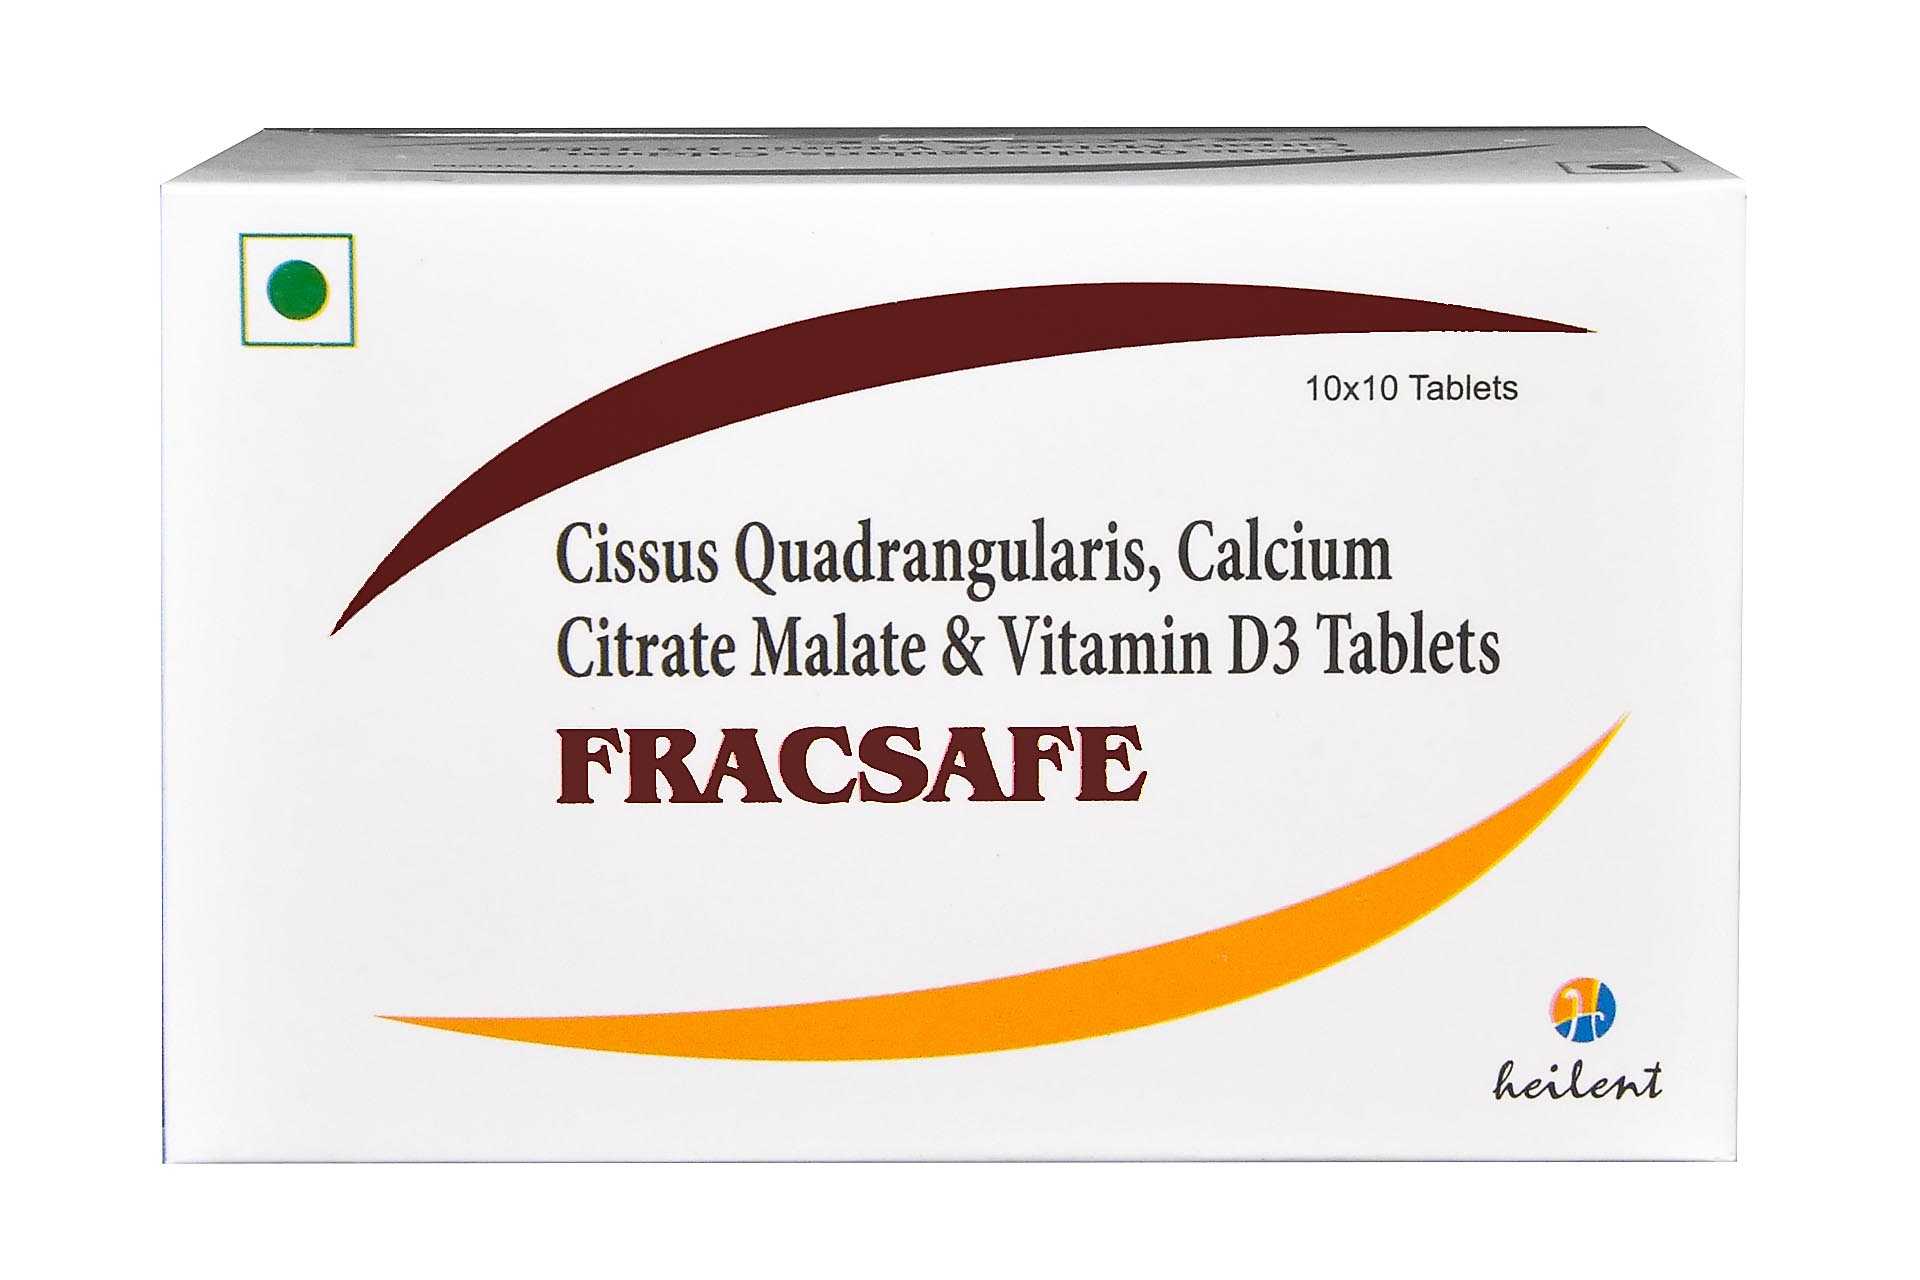 10x10 Tablets
Cissus Quadrangularis, Calcium
Citrate Malate & Vitamin D3 Tablets
FRACSAFE
heilent